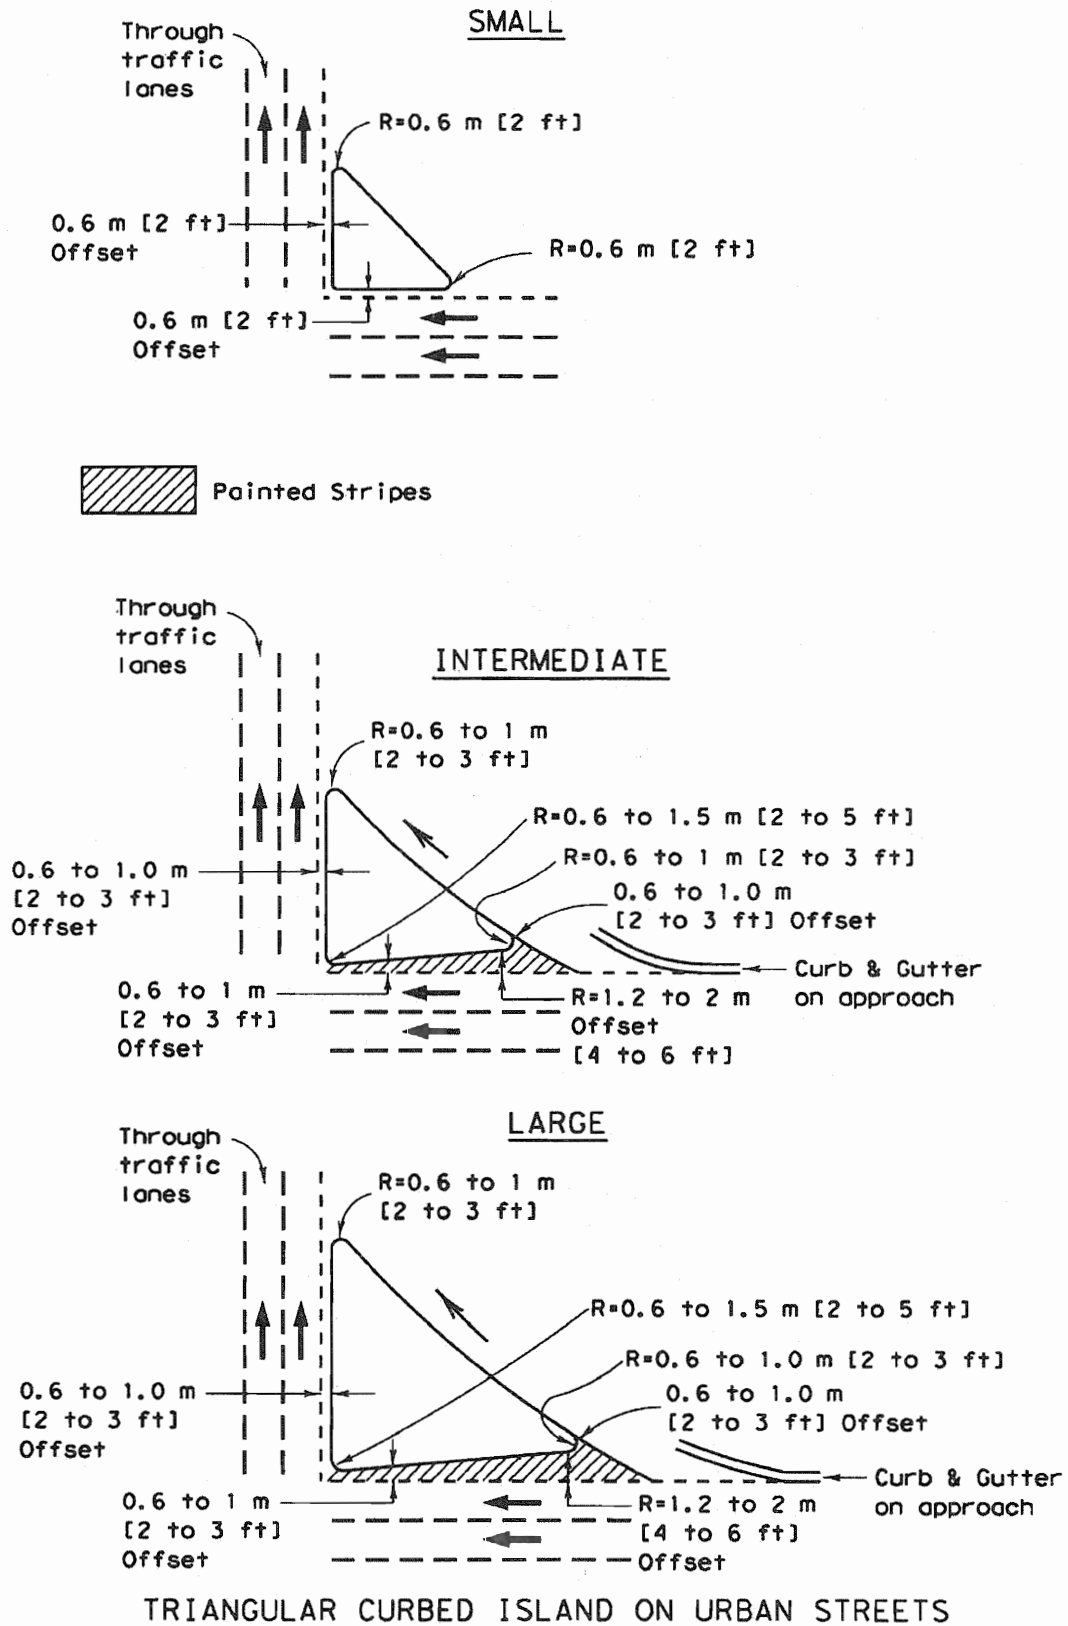 SMALL
Through
traffic
lanes
R=0.6 m [2 ft]
0.6 m [2 ft]
Offset
R=0.6 m [2 ft]
0.6 m [2 ft]
Offset
Painted Stripes
Through
traffic
lanes
INTERMEDIATE
R=0.6 to 1 m
[2 to 3 ft]
R=0.6 to 1.5 m [2 to 5 ft]
R=0.6 to 1 m [2 to 3 ft]
0.6 to 1.0 m
[2 to 3 ft]
Offset
0.6 to 1.0 m
[2 to 3 ft] Offset
Curb & Gutter
on approach
0.6 to 1 m
[2 to 3 ft]
Offset
R=1.2 to 2 m
Offset
[4 to 6 ft]
LARGE
Through
traffic
lanes
R=0.6 to 1 m
[2 to 3 ft]
R=0.6 to 1.5 m [2 to 5 ft]
R=0.6 to 1.0 m [2 to 3 ft]
0.6 to 1.0 m
[2 to 3 ft]
Offset
0.6 to 1.0 m
[2 to 3 ft] Offset
Curb & Gutter
on approach
0.6 to 1 m
[2 to 3 ft]
Offset
R=1.2 to 2 m
[4 to 6 ft]
Offset
TRIANGULAR CURBED ISLAND ON URBAN STREETS